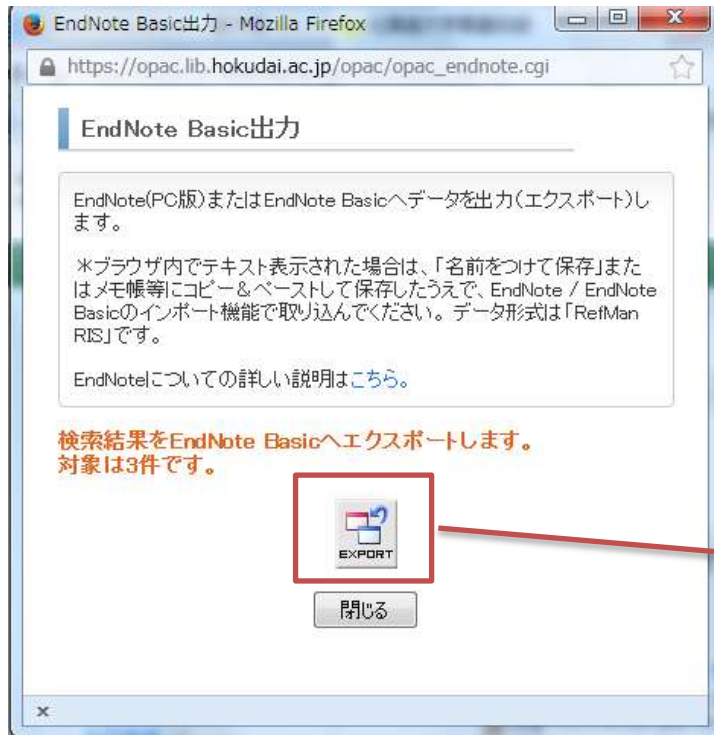 EndNote Basic出力 - Mozilla Firefox
https://opac.lib.hokudai.ac.jp/opac/opac_endnote.cgi
EndNote Basic出力
EndNote(PC版)またはEndNote Basicへデータを出力(エクスポート)し
ます。
*ブラウザ内でテキスト表示された場合は、「名前をつけて保存」また
はメモ帳等にコピー&ペーストして保存したうえで、EndNote / EndNote
Basicのインポート機能で取り込んでください。データ形式は「RefMan
RIS」です。
EndNoteについての詳しい説明はこちら。
検索結果をEndNote Basicへエクスポートします。
対象は3件です。
EXPORT
閉じる